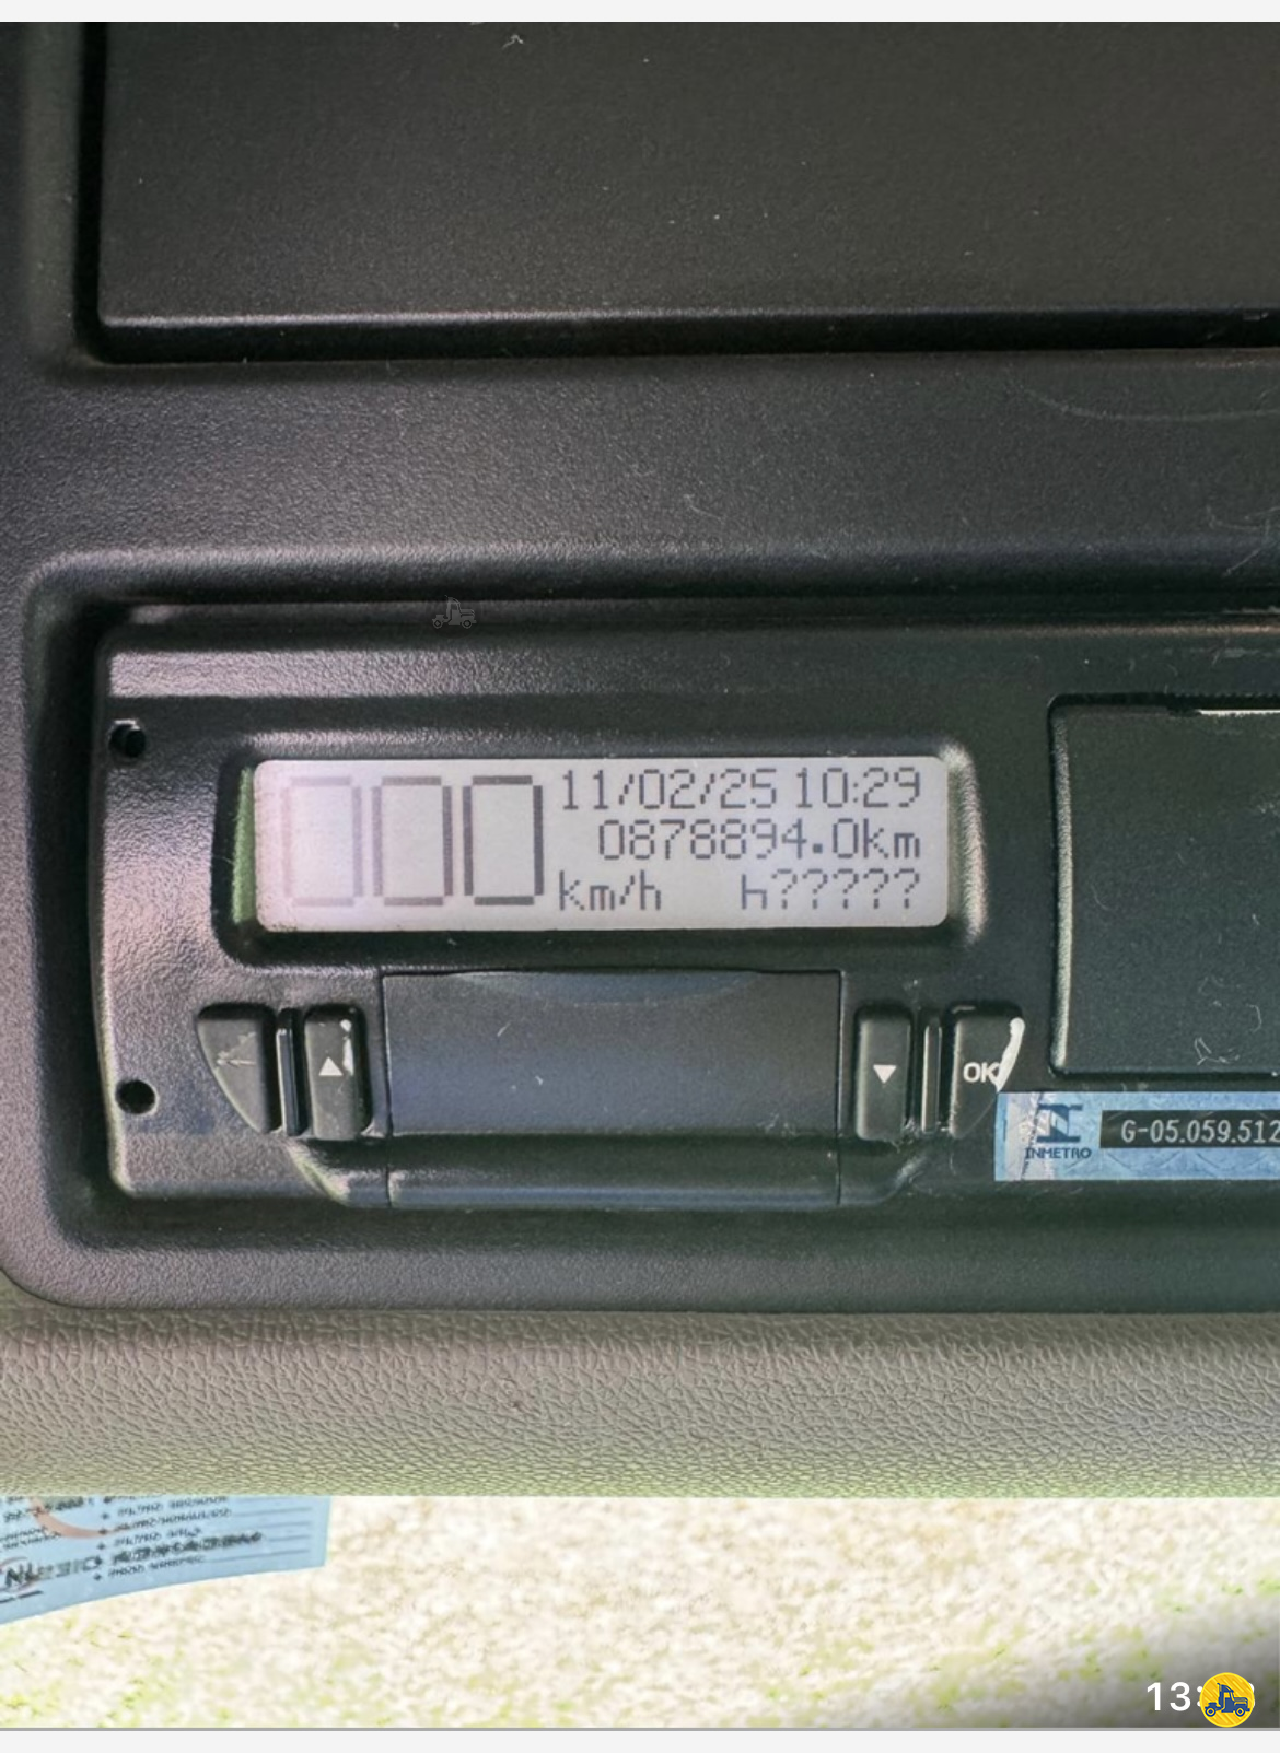 000
11/02/25 10:29
0878894.0km
km/h h?????
OK
INMETRO
G-05.059.512
13: